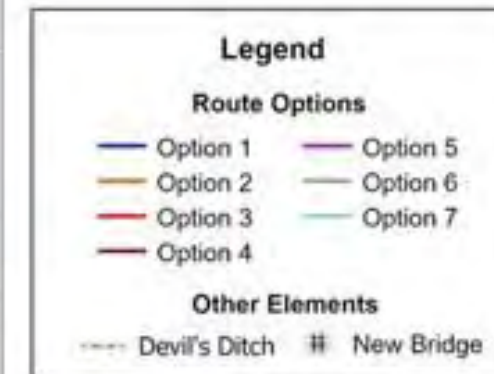 Legend
Route Options
Option 1 Option 5
Option 2 Option 6
Option 3 Option 7
Option 4
Other Elements
Devil's Ditch # New Bridge